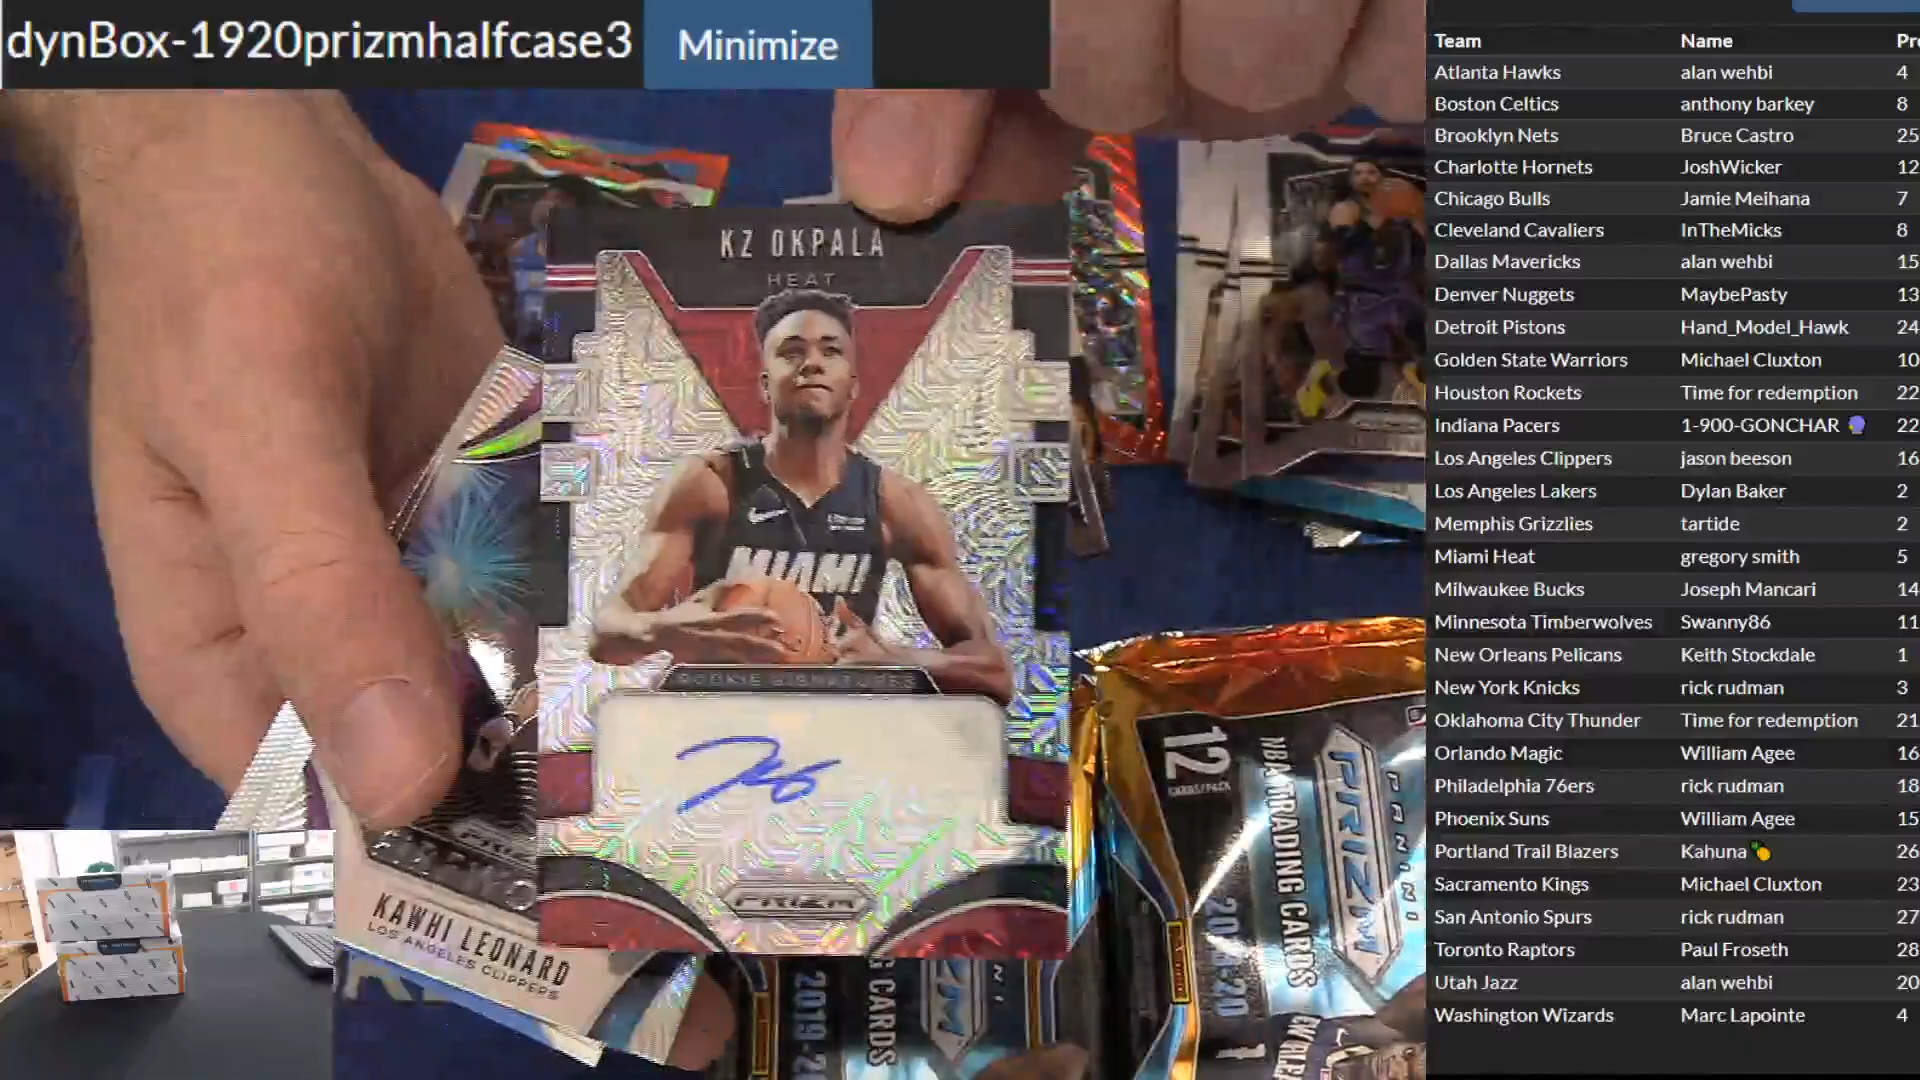 dynBox-1920prizmhalfcase3
Minimize
KZ OKPALA
HEAT
MIAMI
ROOKIE SIGNATURES
PRIZM
KAWHI LEONARD
LOS ANGELES CLIPPERS
12
CARDS/PACK
NBA TRADING CARDS
PRIZM
PANINI
Team Name
Atlanta Hawks alan wehbi 4
Boston Celtics anthony barkey 8
Brooklyn Nets Bruce Castro 25
Charlotte Hornets JoshWicker 12
Chicago Bulls Jamie Meihana 7
Cleveland Cavaliers InTheMicks 8
Dallas Mavericks alan wehbi 15
Denver Nuggets MaybePasty 13
Detroit Pistons Hand_Model_Hawk 24
Golden State Warriors Michael Cluxton 10
Houston Rockets Time for redemption 22
Indiana Pacers 1-900-GONCHAR 22
Los Angeles Clippers jason beeson 16
Los Angeles Lakers Dylan Baker 2
Memphis Grizzlies tartide 2
Miami Heat gregory smith 5
Milwaukee Bucks Joseph Mancari 14
Minnesota Timberwolves Swanny86 11
New Orleans Pelicans Keith Stockdale 1
New York Knicks rick rudman 3
Oklahoma City Thunder Time for redemption 21
Orlando Magic William Agee 16
Philadelphia 76ers rick rudman 18
Phoenix Suns William Agee 15
Portland Trail Blazers Kahuna 26
Sacramento Kings Michael Cluxton 23
San Antonio Spurs rick rudman 27
Toronto Raptors Paul Froseth 28
Utah Jazz alan wehbi 20
Washington Wizards Marc Lapointe 4